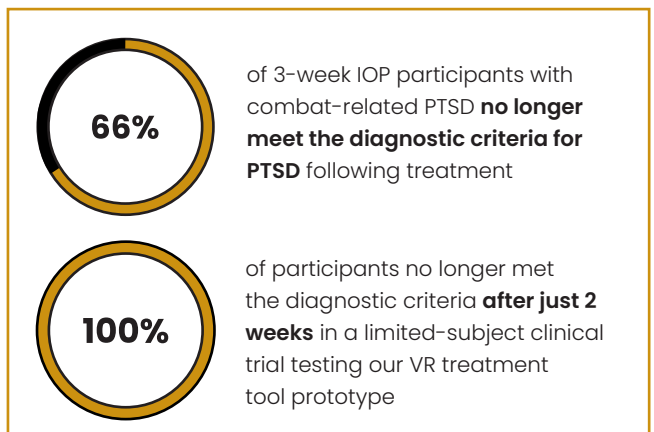 66%
of 3-week IOP participants with
combat-related PTSD no longer
meet the diagnostic criteria for
PTSD following treatment
100%
of participants no longer met
the diagnostic criteria after just 2
weeks in a limited-subject clinical
trial testing our VR treatment
tool prototype